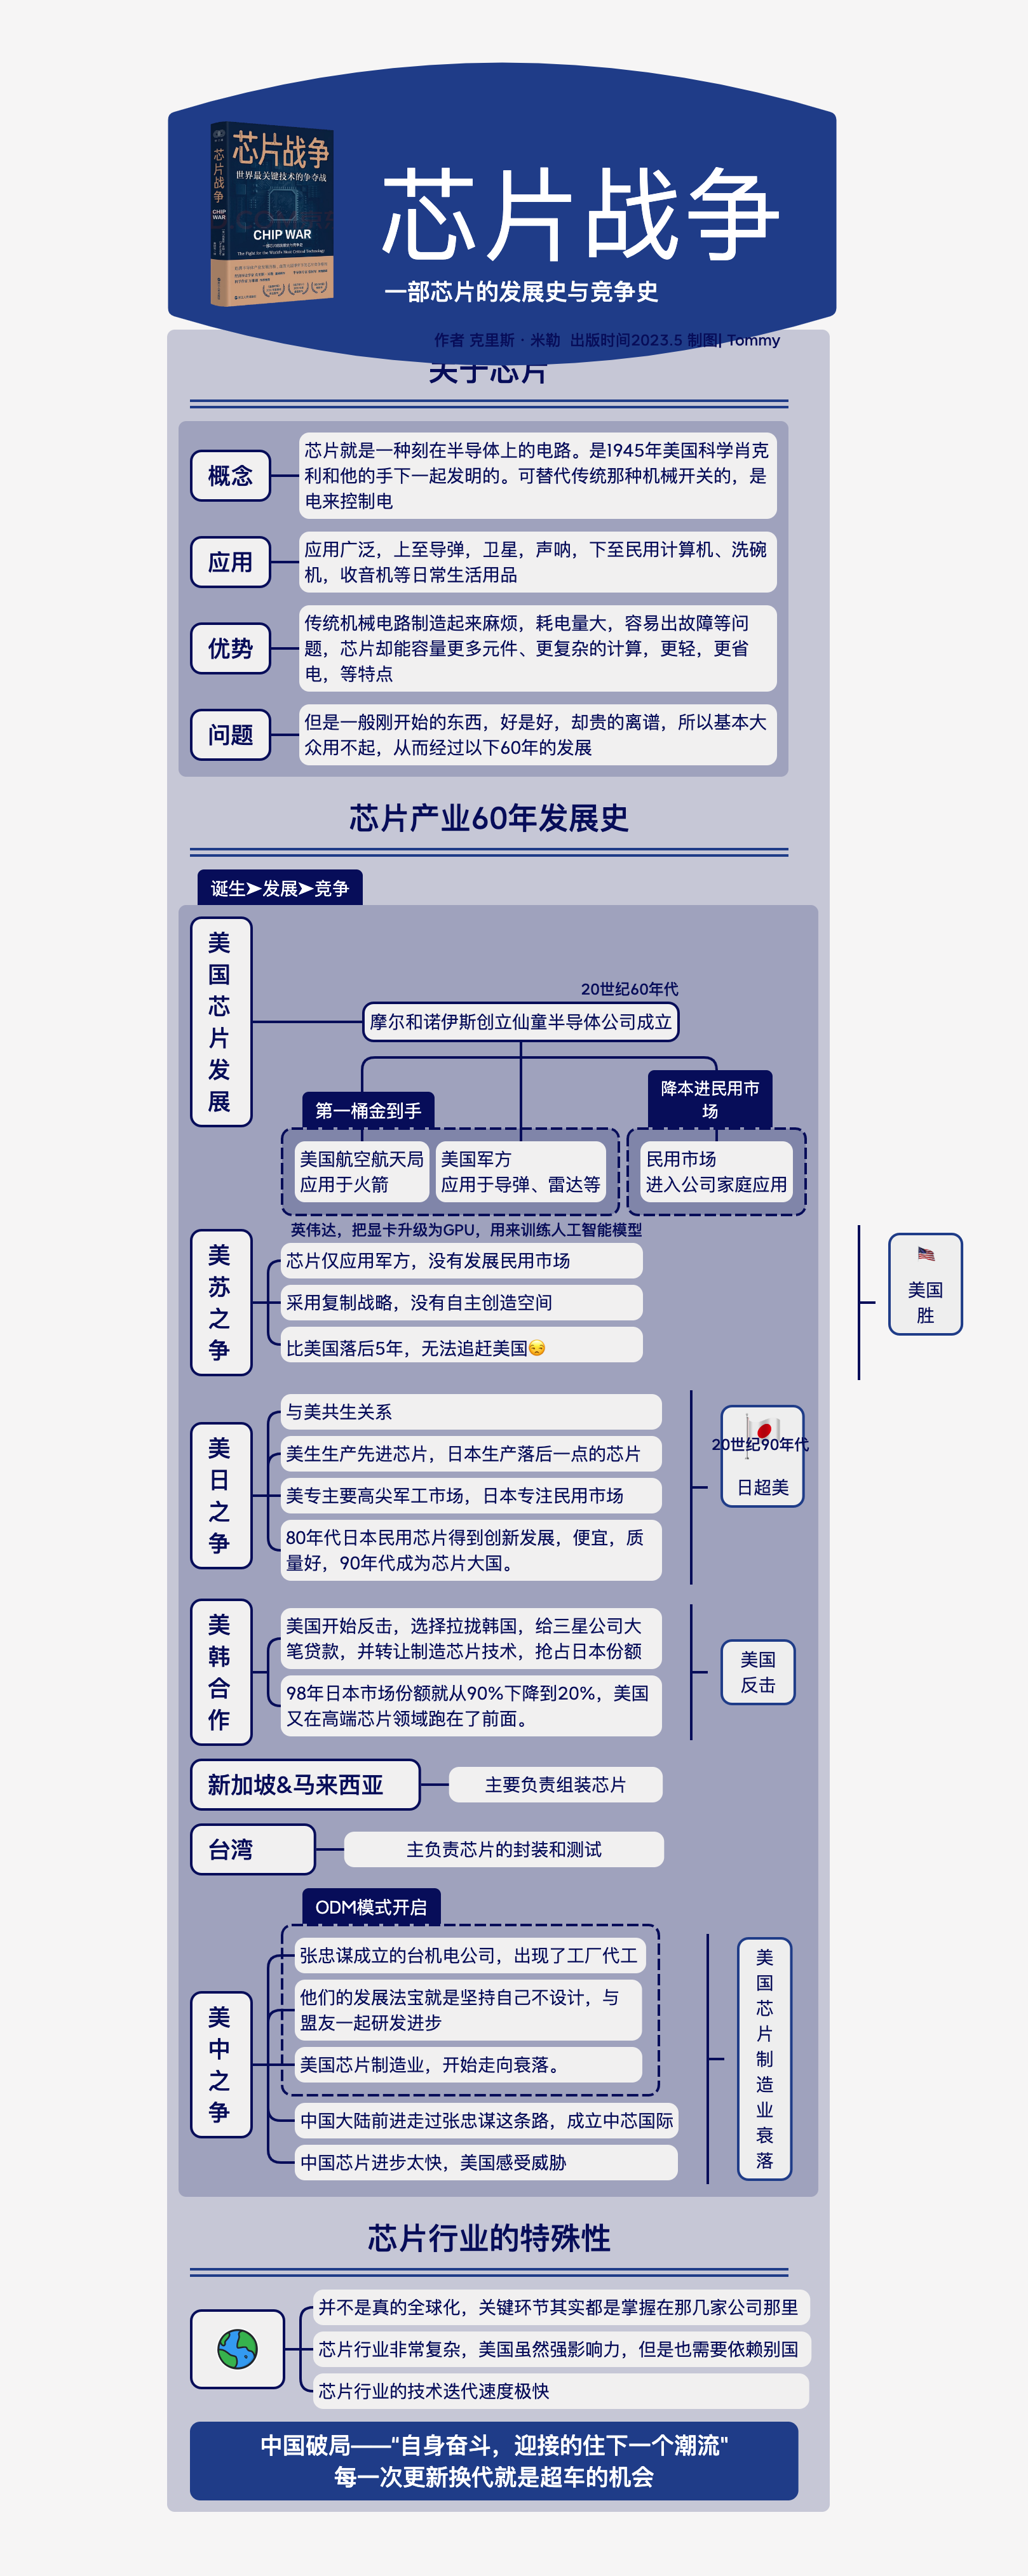 芯片战争
世界最关键技术的争夺战
芯片战争
CHIP
WAR
CHIP WAR
The Fight for the World's Most Critical Technology
芯片战争
一部芯片的发展史与竞争史
作者 克里斯·米勒 出版时间2023.5 制图| Tommy
关于芯片
概念
芯片就是一种刻在半导体上的电路。是1945年美国科学肖克
利和他的手下一起发明的。可替代传统那种机械开关的，是
电来控制电
应用
应用广泛，上至导弹，卫星，声呐，下至民用计算机、洗碗
机，收音机等日常生活用品
优势
传统机械电路制造起来麻烦，耗电量大，容易出故障等问
题，芯片却能容量更多元件、更复杂的计算，更轻，更省
电，等特点
问题
但是一般刚开始的东西，好是好，却贵的离谱，所以基本大
众用不起，从而经过以下60年的发展
芯片产业60年发展史
诞生➤发展➤竞争
美
国
芯
片
发
展
20世纪60年代
摩尔和诺伊斯创立仙童半导体公司成立
第一桶金到手
降本进民用市
场
美国航空航天局
应用于火箭
美国军方
应用于导弹、雷达等
民用市场
进入公司家庭应用
英伟达，把显卡升级为GPU，用来训练人工智能模型
美
苏
之
争
芯片仅应用军方，没有发展民用市场
采用复制战略，没有自主创造空间
比美国落后5年，无法追赶美国😒
🇺🇸
美国
胜
美
日
之
争
与美共生关系
美生生产先进芯片，日本生产落后一点的芯片
美专主要高尖军工市场，日本专注民用市场
80年代日本民用芯片得到创新发展，便宜，质
量好，90年代成为芯片大国。
20世纪90年代
日超美
美
韩
合
作
美国开始反击，选择拉拢韩国，给三星公司大
笔贷款，并转让制造芯片技术，抢占日本份额
98年日本市场份额就从90%下降到20%，美国
又在高端芯片领域跑在了前面。
美国
反击
新加坡&马来西亚
主要负责组装芯片
台湾
主负责芯片的封装和测试
ODM模式开启
美
中
之
争
张忠谋成立的台机电公司，出现了工厂代工
他们的发展法宝就是坚持自己不设计，与
盟友一起研发进步
美国芯片制造业，开始走向衰落。
中国大陆前进走过张忠谋这条路，成立中芯国际
中国芯片进步太快，美国感受威胁
美
国
芯
片
制
造
业
衰
落
芯片行业的特殊性
并不是真的全球化，关键环节其实都是掌握在那几家公司那里
芯片行业非常复杂，美国虽然强影响力，但是也需要依赖别国
芯片行业的技术迭代速度极快
中国破局——“自身奋斗，迎接的住下一个潮流"
每一次更新换代就是超车的机会